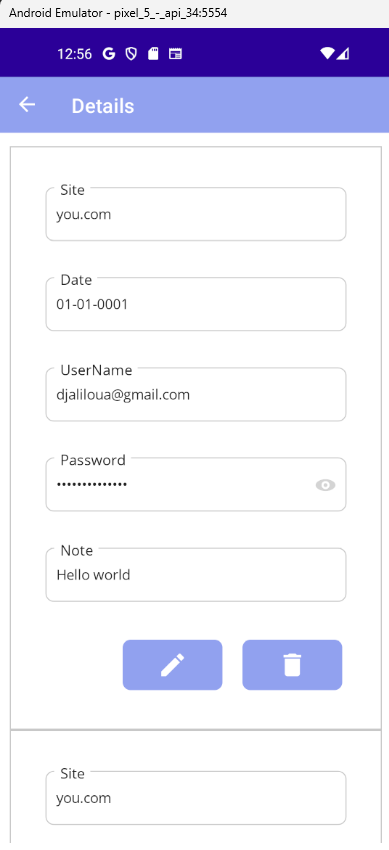 Android Emulator - pixel_5_-_api_34:5554
12:56
Details
Site
you.com
Date
01-01-0001
UserName
djaliloua@gmail.com
Password
••••••••••••••
Note
Hello world
Site
you.com